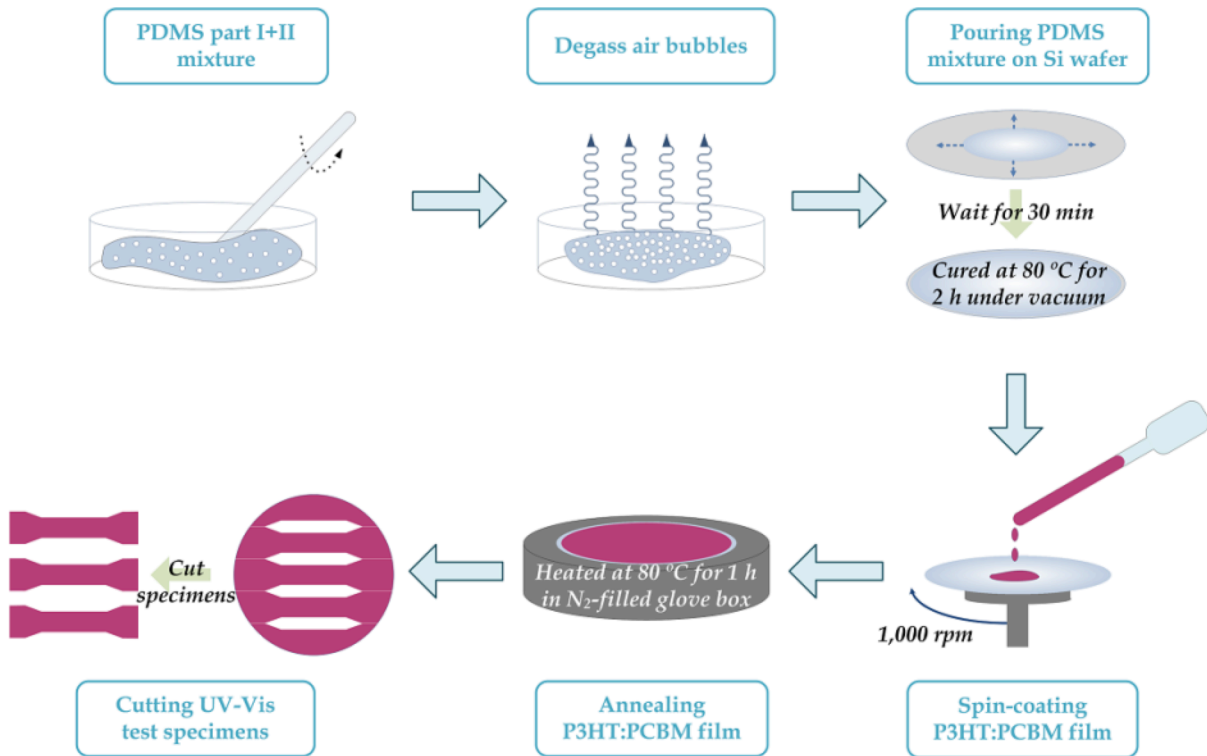 PDMS part I+II
mixture
Degass air bubbles
Pouring PDMS
mixture on Si wafer
Wait for 30 min
Cured at 80 ºC for
2 h under vacuum
1,000 rpm
Spin-coating
P3HT:PCBM film
Heated at 80 ºC for 1 h
in N₂-filled glove box
Annealing
P3HT:PCBM film
Cut
specimens
Cutting UV-Vis
test specimens